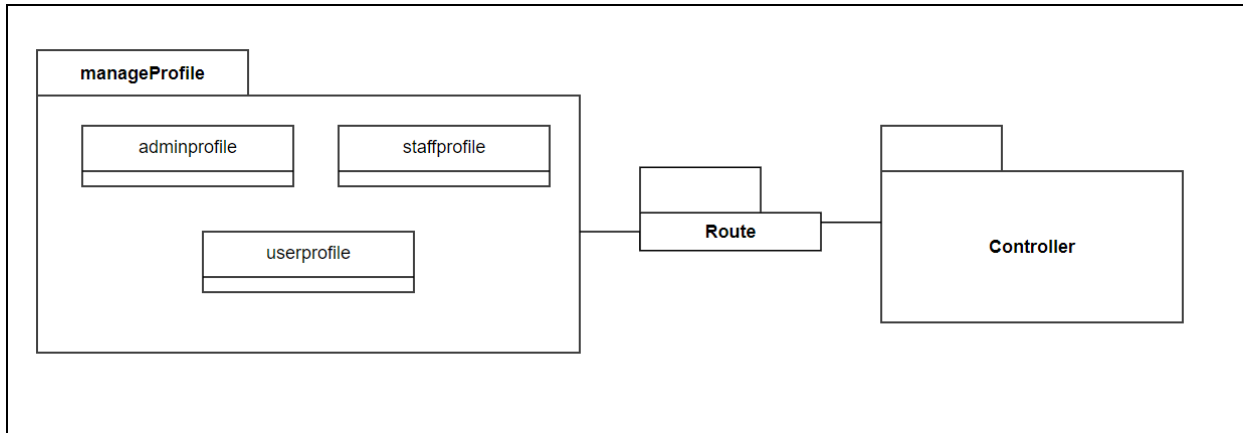 manageProfile
adminprofile
staffprofile
userprofile
Route
Controller